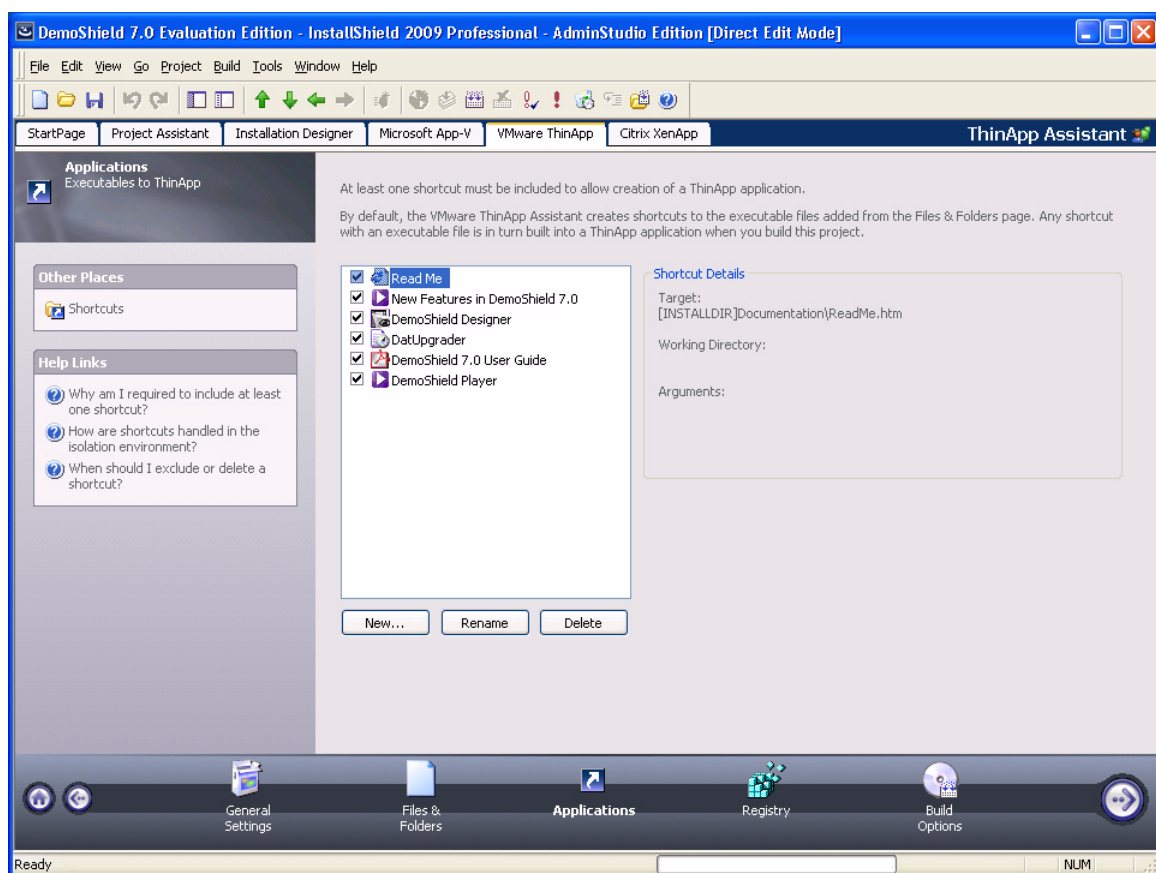 DemoShield 7.0 Evaluation Edition - InstallShield 2009 Professional - AdminStudio Edition [Direct Edit Mode]
File Edit View Go Project Build Tools Window Help
StartPage Project Assistant Installation Designer Microsoft App-V VMware ThinApp Citrix XenApp ThinApp Assistant
Applications
Executables to ThinApp
Other Places
Shortcuts
Help Links
Why am I required to include at least
one shortcut?
How are shortcuts handled in the
isolation environment?
When should I exclude or delete a
shortcut?
At least one shortcut must be included to allow creation of a ThinApp application.
By default, the VMware ThinApp Assistant creates shortcuts to the executable files added from the Files & Folders page. Any shortcut
with an executable file is in turn built into a ThinApp application when you build this project.
Read Me
New Features in DemoShield 7.0
DemoShield Designer
DatUpgrader
DemoShield 7.0 User Guide
DemoShield Player
New... Rename Delete
Shortcut Details
Target:
[INSTALLDIR]Documentation\ReadMe.htm
Working Directory:
Arguments:
General
Settings
Files &
Folders
Applications
Registry
Build
Options
Ready NUM